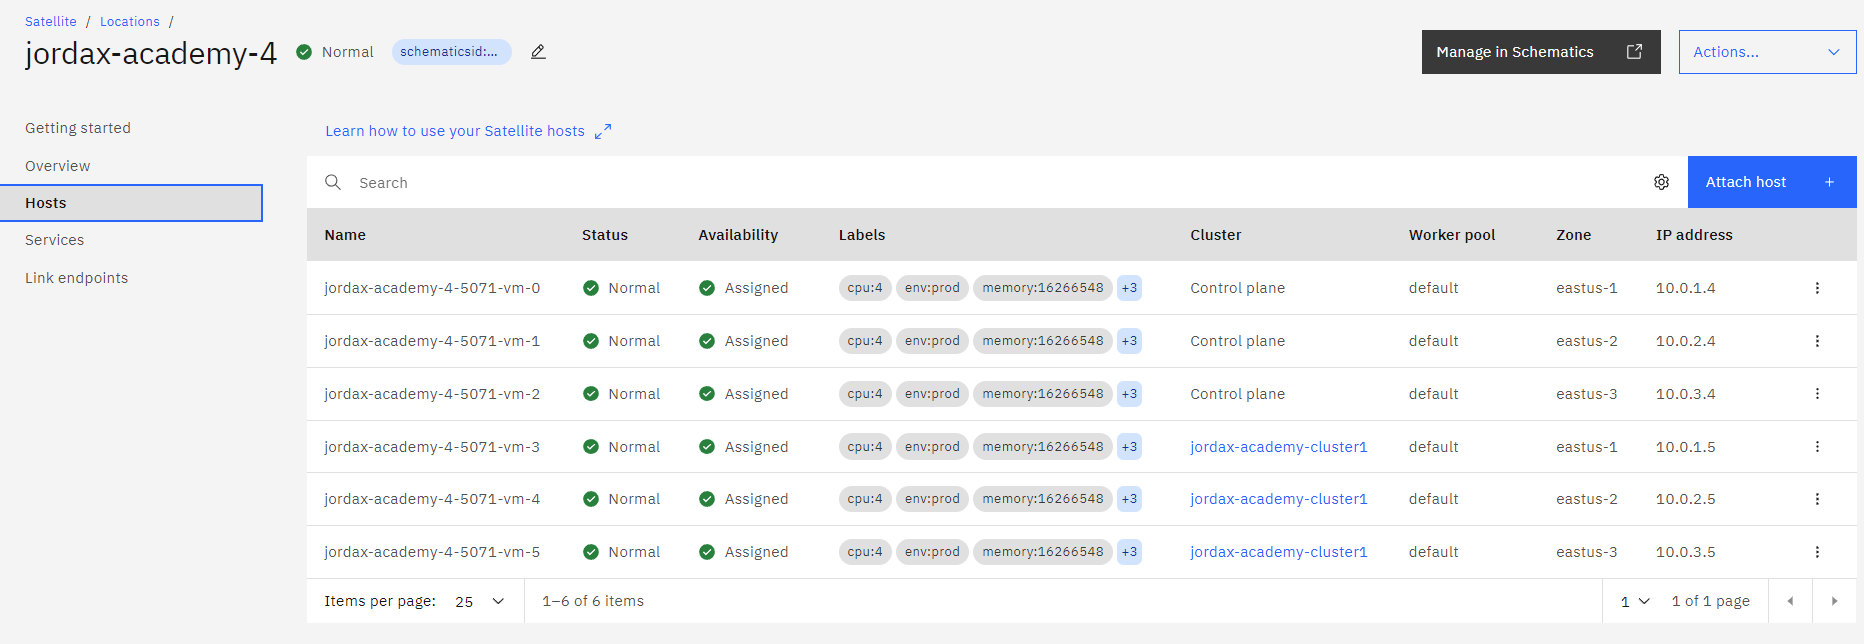 Satellite / Locations /
jordax-academy-4 Normal schematicsid:... Manage in Schematics Actions...
Getting started
Overview
Hosts
Services
Link endpoints
Learn how to use your Satellite hosts
Search Attach host +
Name Status Availability Labels Cluster Worker pool Zone IP address
jordax-academy-4-5071-vm-0 Normal Assigned cpu:4 env:prod memory:16266548 +3 Control plane default eastus-1 10.0.1.4
jordax-academy-4-5071-vm-1 Normal Assigned cpu:4 env:prod memory:16266548 +3 Control plane default eastus-2 10.0.2.4
jordax-academy-4-5071-vm-2 Normal Assigned cpu:4 env:prod memory:16266548 +3 Control plane default eastus-3 10.0.3.4
jordax-academy-4-5071-vm-3 Normal Assigned cpu:4 env:prod memory:16266548 +3 jordax-academy-cluster1 default eastus-1 10.0.1.5
jordax-academy-4-5071-vm-4 Normal Assigned cpu:4 env:prod memory:16266548 +3 jordax-academy-cluster1 default eastus-2 10.0.2.5
jordax-academy-4-5071-vm-5 Normal Assigned cpu:4 env:prod memory:16266548 +3 jordax-academy-cluster1 default eastus-3 10.0.3.5
Items per page: 25 1–6 of 6 items 1 1 of 1 page